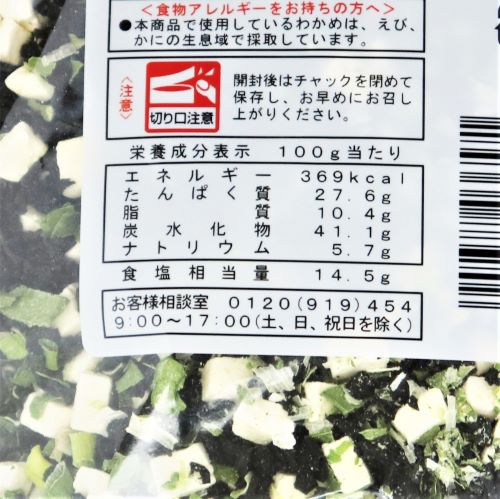 <食物アレルギーをお持ちの方へ>
●本商品で使用しているわかめは、えび、
かにの生息域で採取しています。
<注意>
切り口注意
開封後はチャックを閉めて
保存し、お早めにお召し
上がりください。
栄養成分表示 100g当たり
エネルギー 369kcal
たんぱく質 27.6g
脂質 10.4g
炭水化物 41.1g
ナトリウム 5.7g
食塩相当量 14.5g
お客様相談室 0120(919)454
9:00〜17:00(土、日、祝日を除く)